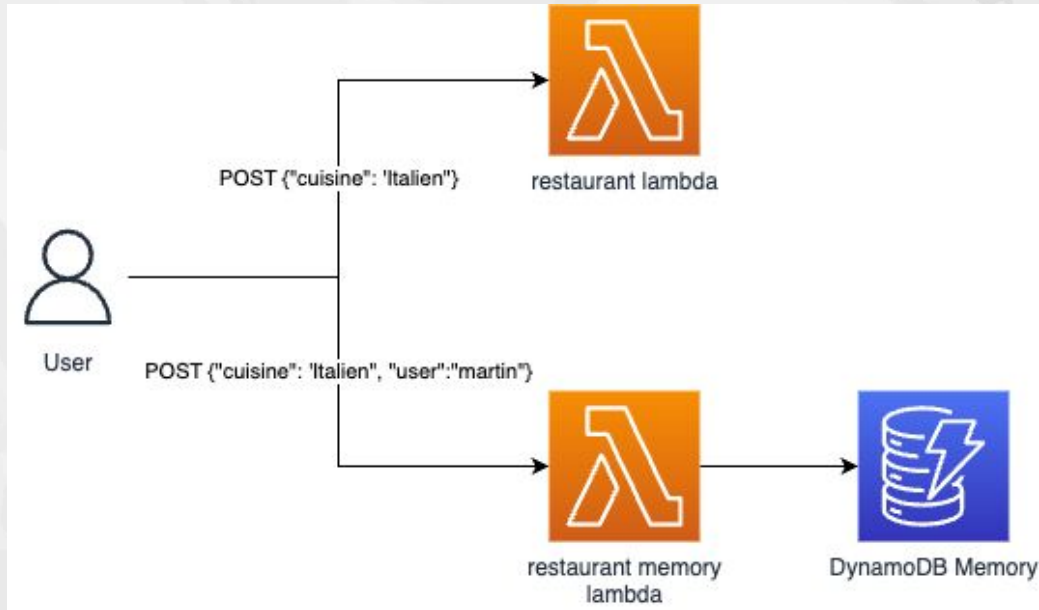 POST {"cuisine": 'Italien"}
restaurant lambda
User
POST {"cuisine": 'Italien", "user":"martin"}
restaurant memory
lambda
DynamoDB Memory